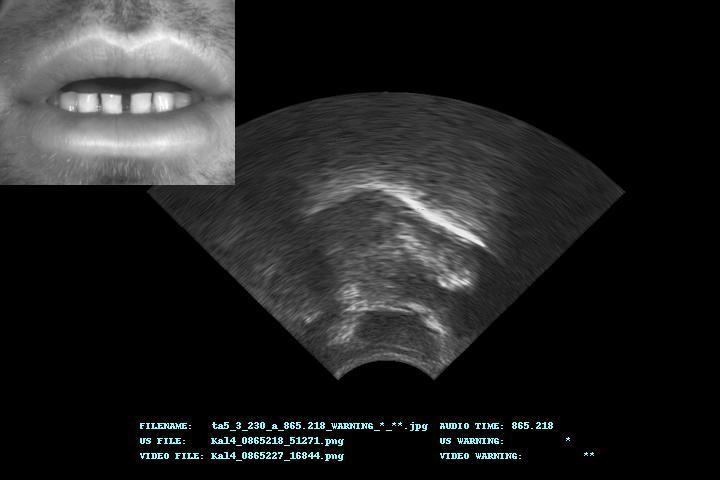 FILENAME: ta5_3_230_a_865.218_WARNING_*_**.jpg AUDIO TIME: 865.218
US FILE: Kal4_0865218_51271.png US WARNING: *
VIDEO FILE: Kal4_0865227_16844.png VIDEO WARNING: **